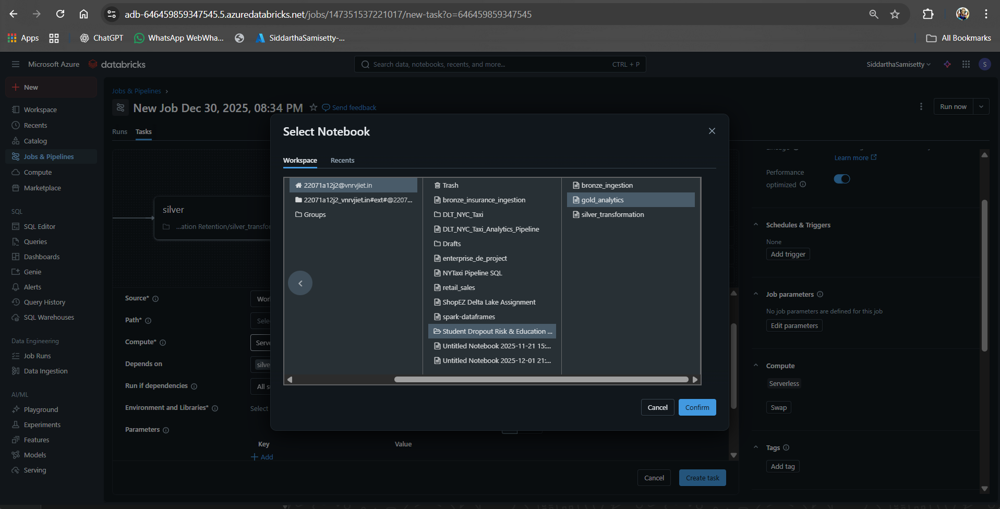 adb-646459859347545.5.azuredatabricks.net/jobs/147351537221017/new-task?o=646459859347545
Apps
ChatGPT
WhatsApp WebWha...
SiddarthaSamisetty-...
All Bookmarks
Microsoft Azure
databricks
Search data, notebooks, recents, and more...
CTRL + P
SiddarthaSamisetty
S
New
Workspace
Recents
Catalog
Jobs & Pipelines
Compute
Marketplace
SQL
SQL Editor
Queries
Dashboards
Genie
Alerts
Query History
SQL Warehouses
Data Engineering
Job Runs
Data Ingestion
AI/ML
Playground
Experiments
Features
Models
Serving
Jobs & Pipelines
New Job Dec 30, 2025, 08:34 PM
Send feedback
Run now
Runs
Tasks
silver
...ation Retention/silver_transfor
Source*
Path*
Compute*
Depends on
silve
Run if dependencies
All s
Environment and Libraries*
Select
Parameters
Key
Value
Add
Cancel
Create task
Select Notebook
Workspace
Recents
22071a12j2@vnrvjiet.in
22071a12j2_vnrvjiet.in#ext#@2207...
Groups
Trash
bronze_insurance_ingestion
DLT_NYC_Taxi
DLT_NYC_Taxi_Analytics_Pipeline
Drafts
enterprise_de_project
NYTaxi Pipeline SQL
retail_sales
ShopEZ Delta Lake Assignment
spark-dataframes
Student Dropout Risk & Education ...
Untitled Notebook 2025-11-21 15:...
Untitled Notebook 2025-12-01 21:...
bronze_ingestion
gold_analytics
silver_transformation
Cancel
Confirm
Learn more
Performance
optimized
Schedules & Triggers
None
Add trigger
Job parameters
No job parameters are defined for this job
Edit parameters
Compute
Serverless
Swap
Tags
Add tag